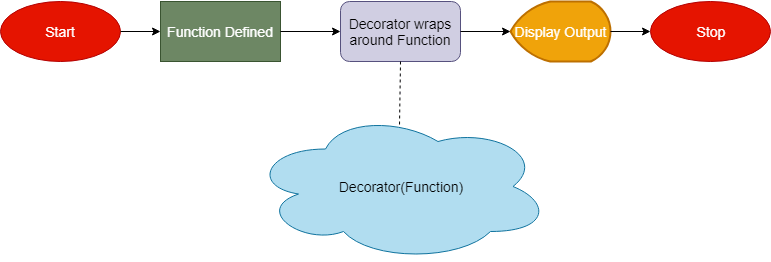 Start
Function Defined
Decorator wraps
around Function
Display Output
Stop
Decorator(Function)